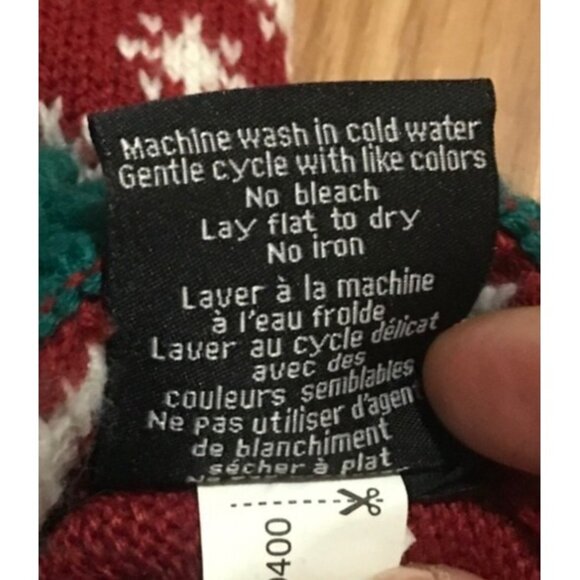 Machine wash in cold water
Gentle cycle with like colors
No bleach
Lay flat to dry
No iron
Laver à la machine
à l'eau froide
Laver au cycle délicat
avec des
couleurs semblables
Ne pas utiliser d'agent
de blanchiment
sécher à plat
0400